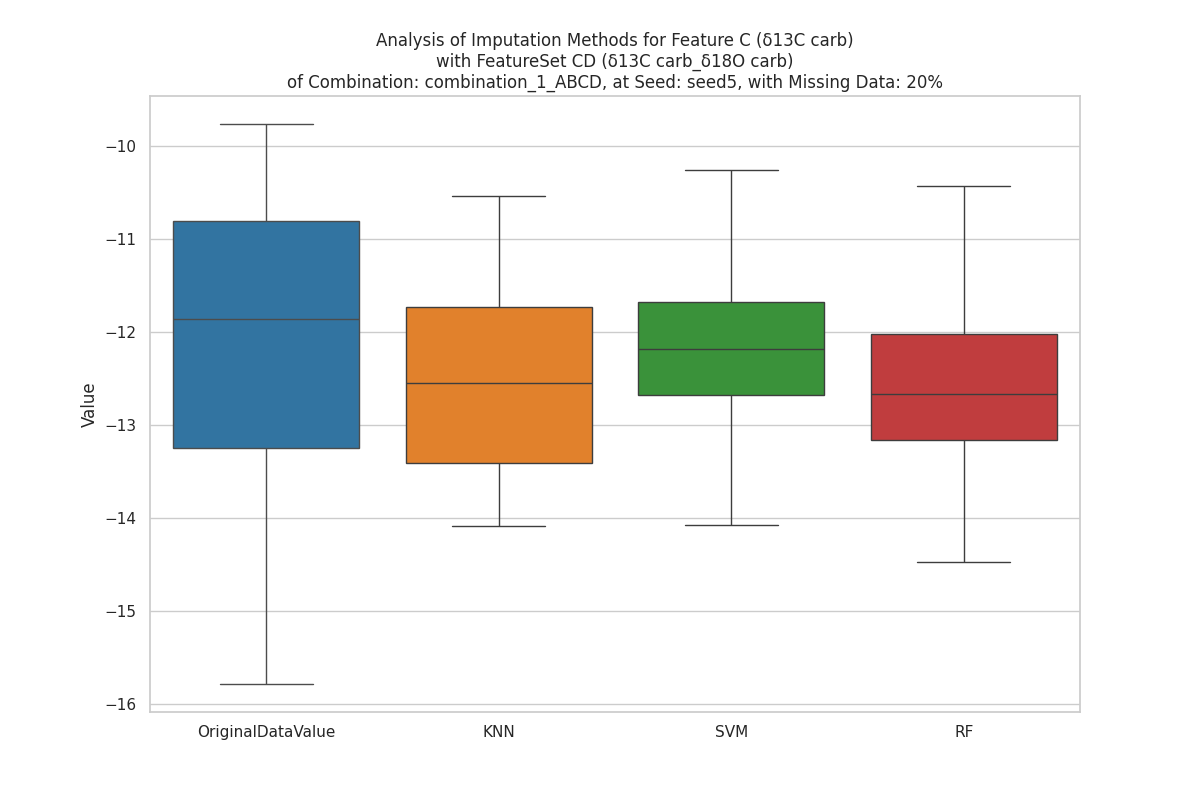 Analysis of Imputation Methods for Feature C (δ13C carb)
with FeatureSet CD (δ13C carb_δ18O carb)
of Combination: combination_1_ABCD, at Seed: seed5, with Missing Data: 20%
Value
−10
−11
−12
−13
−14
−15
−16
OriginalDataValue
KNN
SVM
RF